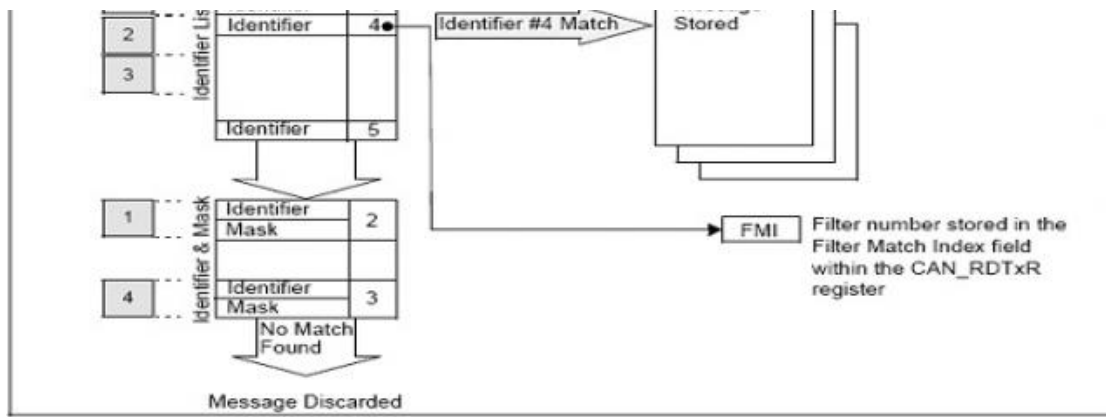 2
3
Identifier Lis
Identifier 4
Identifier 5
Identifier #4 Match
Stored
1
4
Identifier & Mask
Identifier
Mask
2
Identifier
Mask
3
No Match
Found
Message Discarded
FMI
Filter number stored in the
Filter Match Index field
within the CAN_RDTxR
register